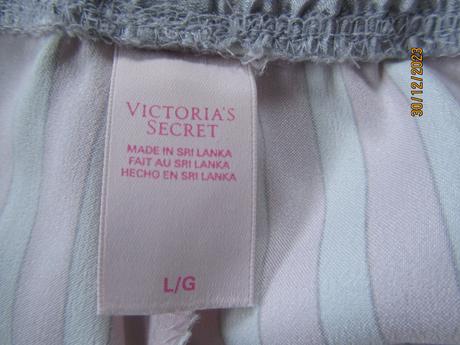 VICTORIA'S
SECRET
MADE IN SRI LANKA
FAIT AU SRI LANKA
HECHO EN SRI LANKA
L/G
30/12/2023